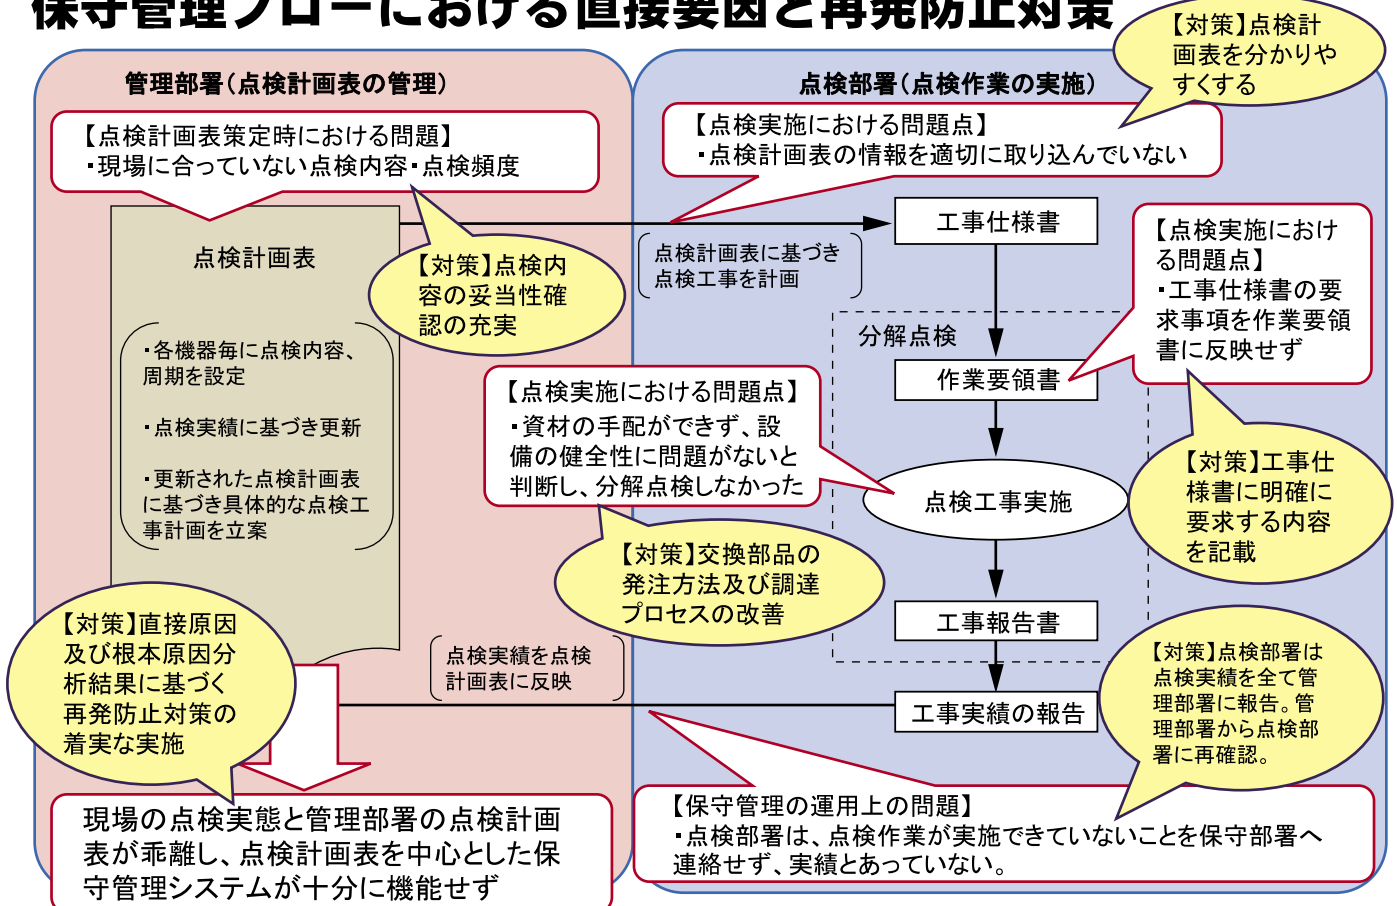 保守管理フローにおける直接要因と再発防止対策
管理部署(点検計画表の管理)
【点検計画表策定時における問題】
・現場に合っていない点検内容・点検頻度
点検計画表
・各機器毎に点検内容、
周期を設定
・点検実績に基づき更新
・更新された点検計画表
に基づき具体的な点検工
事計画を立案
【対策】点検内
容の妥当性確
認の充実
点検部署(点検作業の実施)
【対策】点検計
画表を分かりや
すくする
【点検実施における問題点】
・点検計画表の情報を適切に取り込んでいない
点検計画表に基づき
点検工事を計画
工事仕様書
【点検実施におけ
る問題点】
・工事仕様書の要
求事項を作業要領
書に反映せず
分解点検
作業要領書
【点検実施における問題点】
・資材の手配ができず、設
備の健全性に問題がないと
判断し、分解点検しなかった
点検工事実施
【対策】工事仕
様書に明確に
要求する内容
を記載
【対策】交換部品の
発注方法及び調達
プロセスの改善
工事報告書
【対策】直接原因
及び根本原因分
析結果に基づく
再発防止対策の
着実な実施
点検実績を点検
計画表に反映
工事実績の報告
【対策】点検部署は
点検実績を全て管
理部署に報告。管
理部署から点検部
署に再確認。
現場の点検実態と管理部署の点検計画
表が乖離し、点検計画表を中心とした保
守管理システムが十分に機能せず
【保守管理の運用上の問題】
・点検部署は、点検作業が実施できていないことを保守部署へ
連絡せず、実績とあっていない。